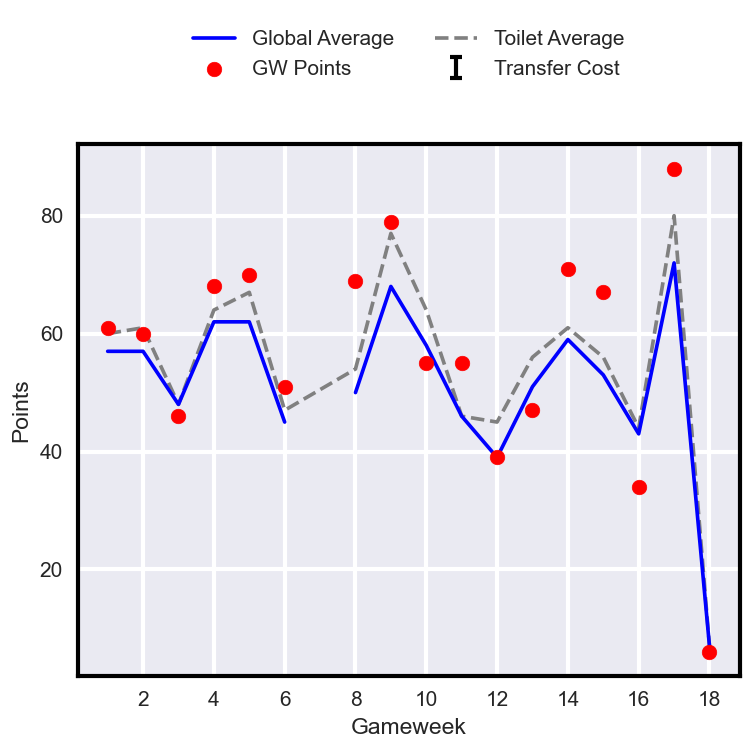 Global Average
Toilet Average
GW Points
Transfer Cost
Points
80
60
40
20
2 4 6 8 10 12 14 16 18
Gameweek